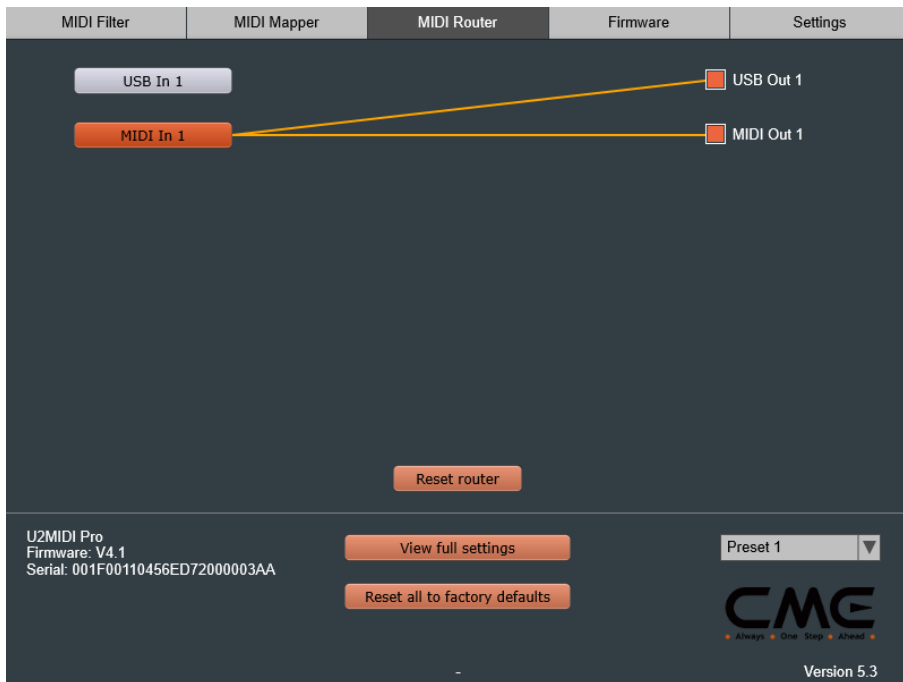 MIDI Filter MIDI Mapper MIDI Router Firmware Settings
USB In 1
USB Out 1
MIDI In 1
MIDI Out 1
Reset router
U2MIDI Pro
Firmware: V4.1
Serial: 001F00110456ED72000003AA
View full settings
Reset all to factory defaults
Preset 1
CME
Always • One Step • Ahead
-
Version 5.3